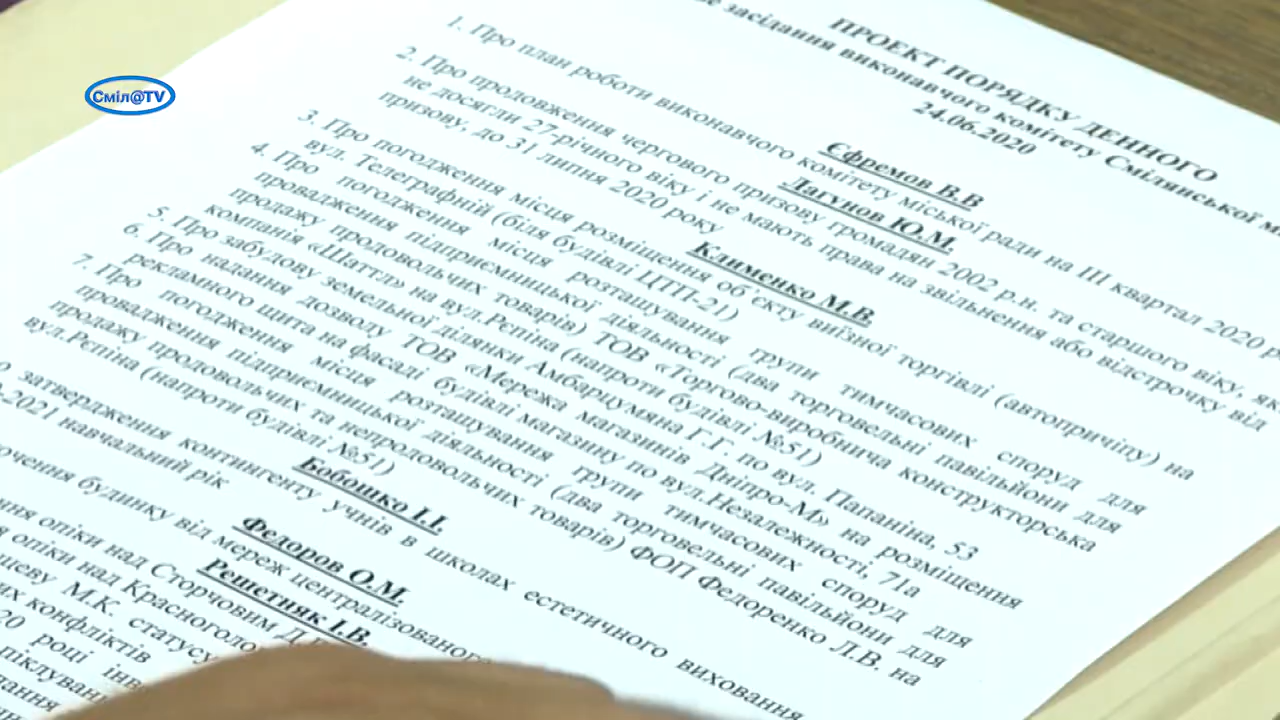 Сміл@TV
ПРОЕКТ ПОРЯДКУ ДЕННОГО
засідання виконавчого комітету Смілянської
24.06.2020
Єфремов В.В
1. Про план роботи виконавчого комітету міської ради на ІІІ квартал 2020
Лагунов Ю.М.
2. Про продовження чергового призову громадян 2002 р.н. та старшого віку, які
не досягли 27-річного віку і не мають права на звільнення або відстрочку від
призову, до 31 липня 2020 року
Клименко М.В.
3. Про погодження місця розміщення об'єкту виїзної торгівлі (автопричіпу) на
вул. Телеграфній (біля будівлі ЦТП-21)
4. Про погодження місця розташування групи тимчасових споруд для
провадження підприємницької діяльності (два торговельні павільйони для
продажу продовольчих товарів) ТОВ «Торгово-виробнича конструкторська
компанія «Шаттл» на вул.Рєпіна (напроти будівлі №51)
5. Про забудову земельної ділянки Амбарцумяна Г.Г. по вул. Папаніна, 53
6. Про надання дозволу ТОВ «Мережа магазинів Дніпро-М» на розміщення
рекламного щита на фасаді будівлі магазину по вул.Незалежності, 71а
7. Про погодження місця розташування групи тимчасових споруд для
провадження підприємницької діяльності (два торговельні павільйони для
продажу продовольчих та непродовольчих товарів) ФОП Федоренко Л.В. на
вул.Рєпіна (напроти будівлі №51)
Бобошко І.І.
затвердження контингенту учнів в школах естетичного виховання
-2021 навчальний рік
Федоров О.М.
будинку від мереж централізованого
Решетняк І.В.
опіки над Сторчовим Д.
опіки над
М.К. статусу
конфліктів
20 році